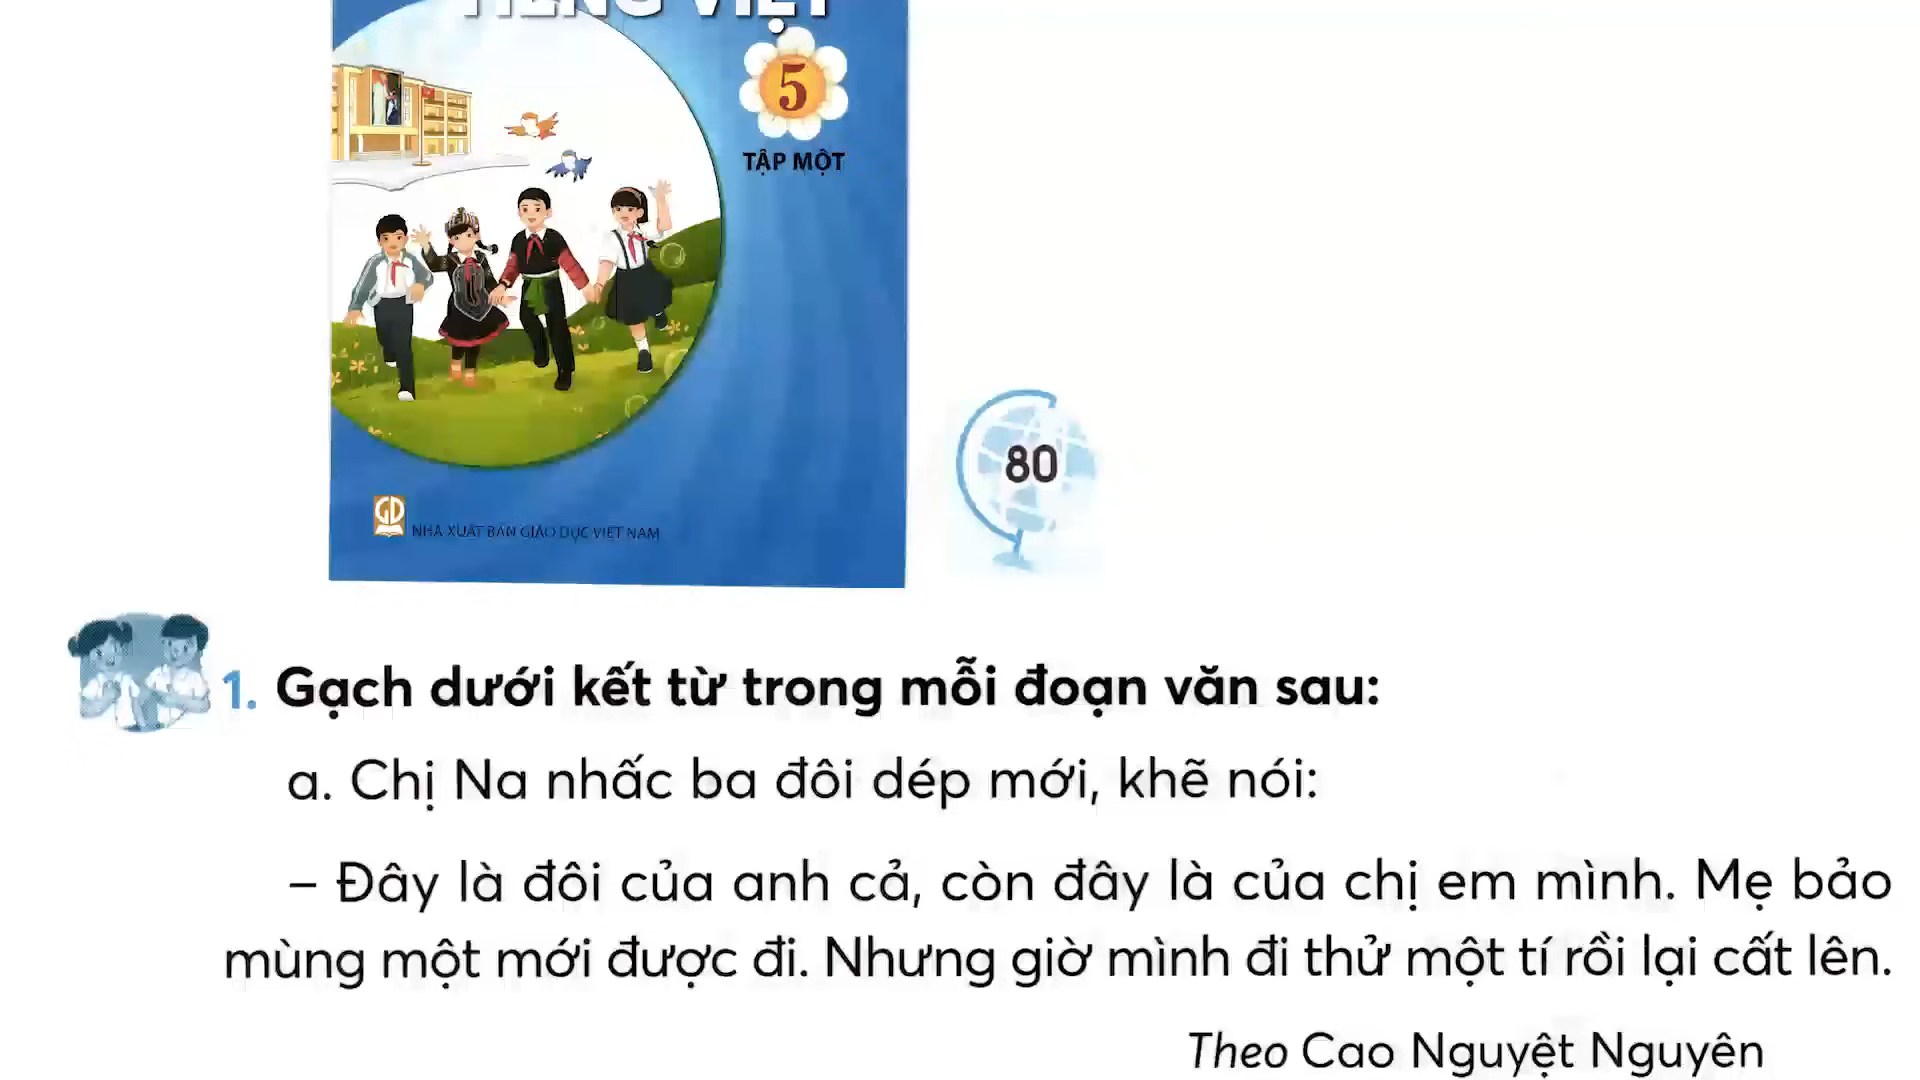 TIẾNG VIỆT
5
TẬP MỘT
GD
NHÀ XUẤT BẢN GIÁO DỤC VIỆT NAM
80
1. Gạch dưới kết từ trong mỗi đoạn văn sau:
a. Chị Na nhấc ba đôi dép mới, khẽ nói:
– Đây là đôi của anh cả, còn đây là của chị em mình. Mẹ bảo
mùng một mới được đi. Nhưng giờ mình đi thử một tí rồi lại cất lên.
Theo Cao Nguyệt Nguyên